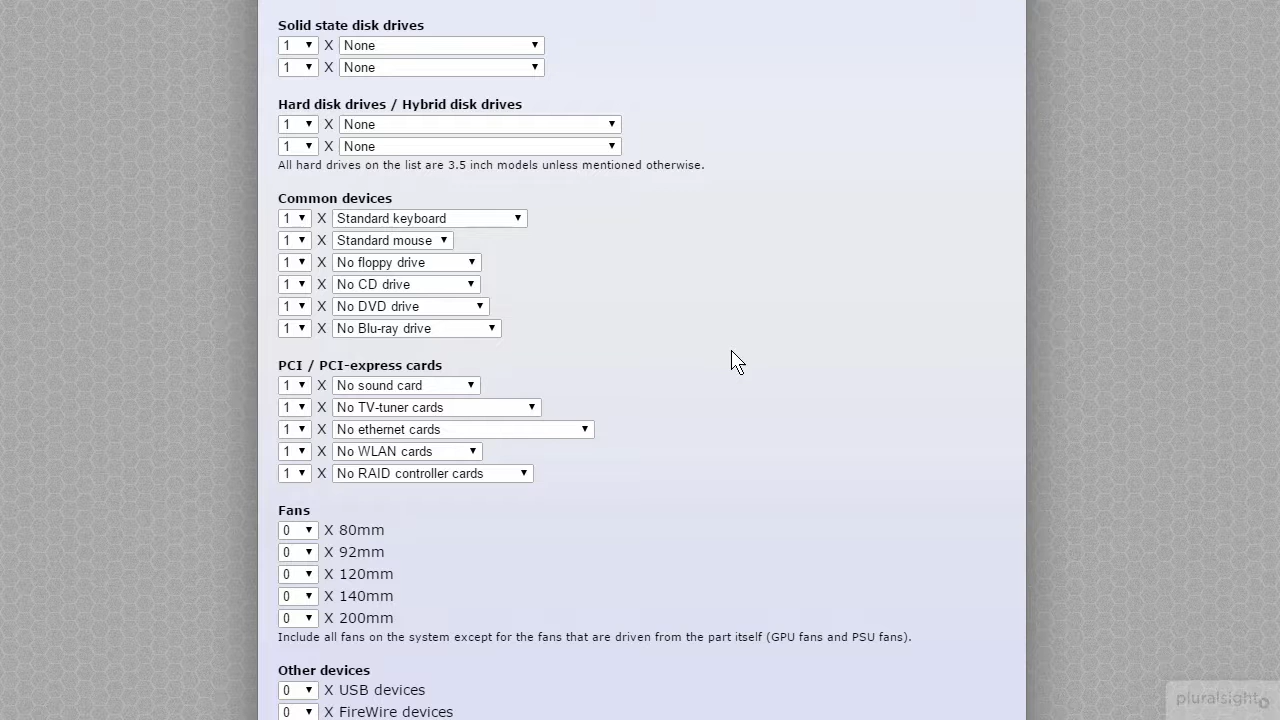 Solid state disk drives
1 X None
1 X None
Hard disk drives / Hybrid disk drives
1 X None
1 X None
All hard drives on the list are 3.5 inch models unless mentioned otherwise.
Common devices
1 X Standard keyboard
1 X Standard mouse
1 X No floppy drive
1 X No CD drive
1 X No DVD drive
1 X No Blu-ray drive
PCI / PCI-express cards
1 X No sound card
1 X No TV-tuner cards
1 X No ethernet cards
1 X No WLAN cards
1 X No RAID controller cards
Fans
0 X 80mm
0 X 92mm
0 X 120mm
0 X 140mm
0 X 200mm
Include all fans on the system except for the fans that are driven from the part itself (GPU fans and PSU fans).
Other devices
0 X USB devices
0 X FireWire devices
pluralsight